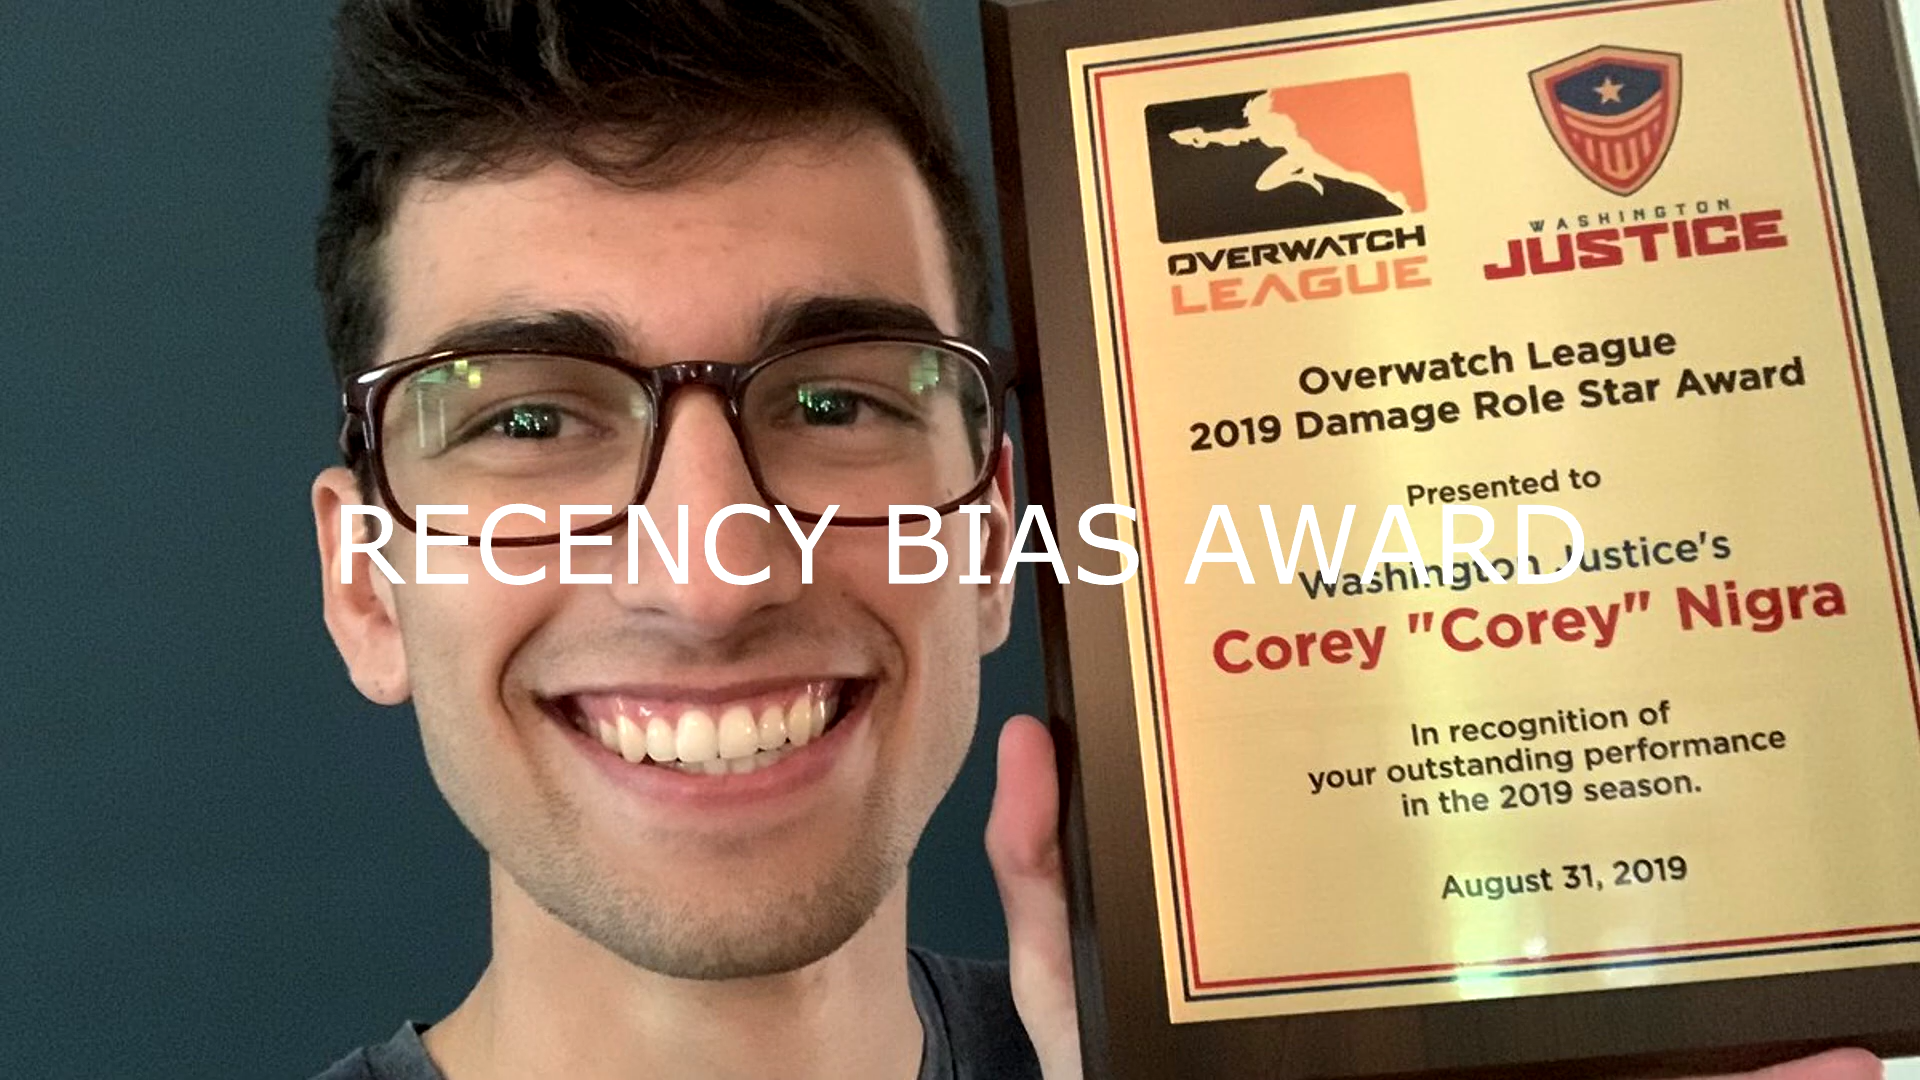 OVERWATCH
LEAGUE
WASHINGTON
JUSTICE
Overwatch League
2019 Damage Role Star Award
Presented to
RECENCY BIAS AWARD
Washington Justice's
Corey "Corey" Nigra
In recognition of
your outstanding performance
in the 2019 season.
August 31, 2019